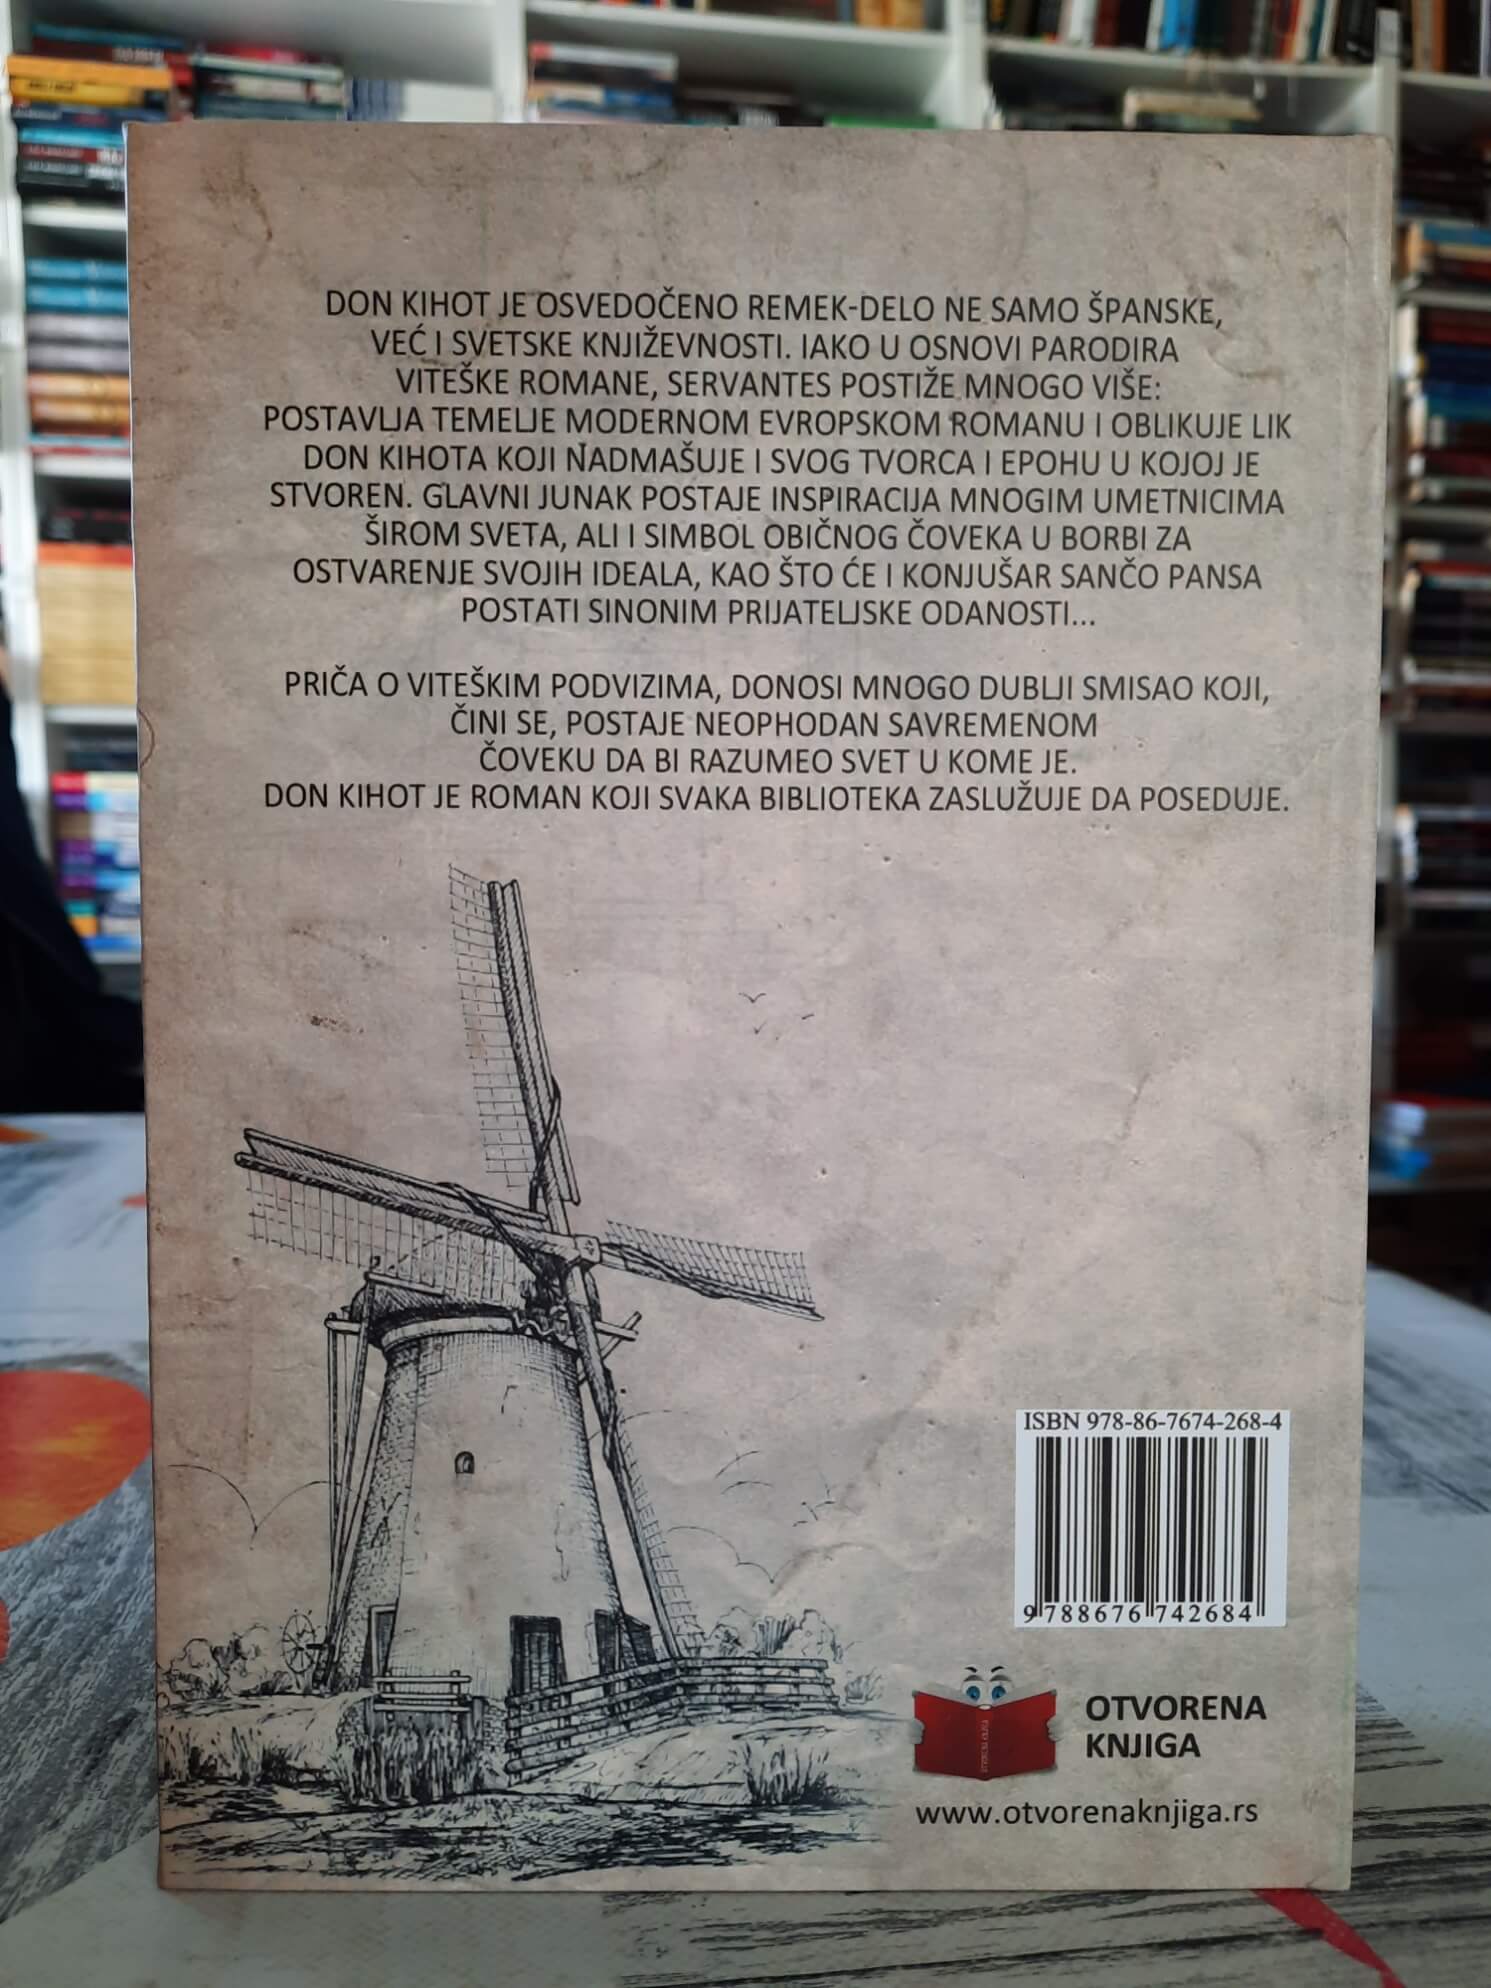 DON KIHOT JE OSVEDOČENO REMEK-DELO NE SAMO ŠPANSKE,
VEĆ I SVETSKE KNJIŽEVNOSTI. IAKO U OSNOVI PARODIRA
VITEŠKE ROMANE, SERVANTES POSTIŽE MNOGO VIŠE:
POSTAVLJA TEMELJE MODERNOM EVROPSKOM ROMANU I OBLIKUJE LIK
DON KIHOTA KOJI NADMAŠUJE I SVOG TVORCA I EPOHU U KOJOJ JE
STVOREN. GLAVNI JUNAK POSTAJE INSPIRACIJA MNOGIM UMETNICIMA
ŠIROM SVETA, ALI I SIMBOL OBIČNOG ČOVEKA U BORBI ZA
OSTVARENJE SVOJIH IDEALA, KAO ŠTO ĆE I KONJUŠAR SANČO PANSA
POSTATI SINONIM PRIJATELJSKE ODANOSTI...
PRIČA O VITEŠKIM PODVIZIMA, DONOSI MNOGO DUBLJI SMISAO KOJI,
ČINI SE, POSTAJE NEOPHODAN SAVREMENOM
ČOVEKU DA BI RAZUMEO SVET U KOME JE.
DON KIHOT JE ROMAN KOJI SVAKA BIBLIOTEKA ZASLUŽUJE DA POSEDUJE.
ISBN 978-86-7674-268-4
9 788676 742684
OTVORENA
KNJIGA
www.otvorenaknjiga.rs